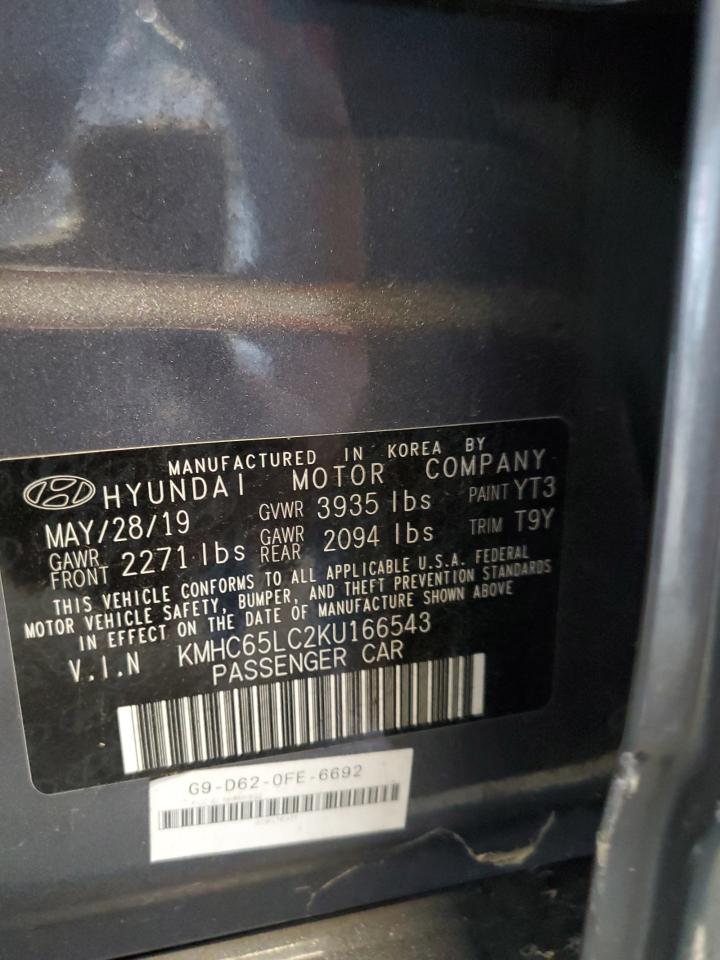 MANUFACTURED IN KOREA BY
HYUNDAI MOTOR COMPANY
MAY/28/19 GVWR 3935 lbs PAINT YT3
GAWR FRONT 2271 lbs GAWR REAR 2094 lbs TRIM T9Y
THIS VEHICLE CONFORMS TO ALL APPLICABLE U.S.A. FEDERAL
MOTOR VEHICLE SAFETY, BUMPER, AND THEFT PREVENTION STANDARDS
IN EFFECT ON THE DATE OF MANUFACTURE SHOWN ABOVE
V.I.N KMHC65LC2KU166543
PASSENGER CAR
G9-D62-0FE-6692